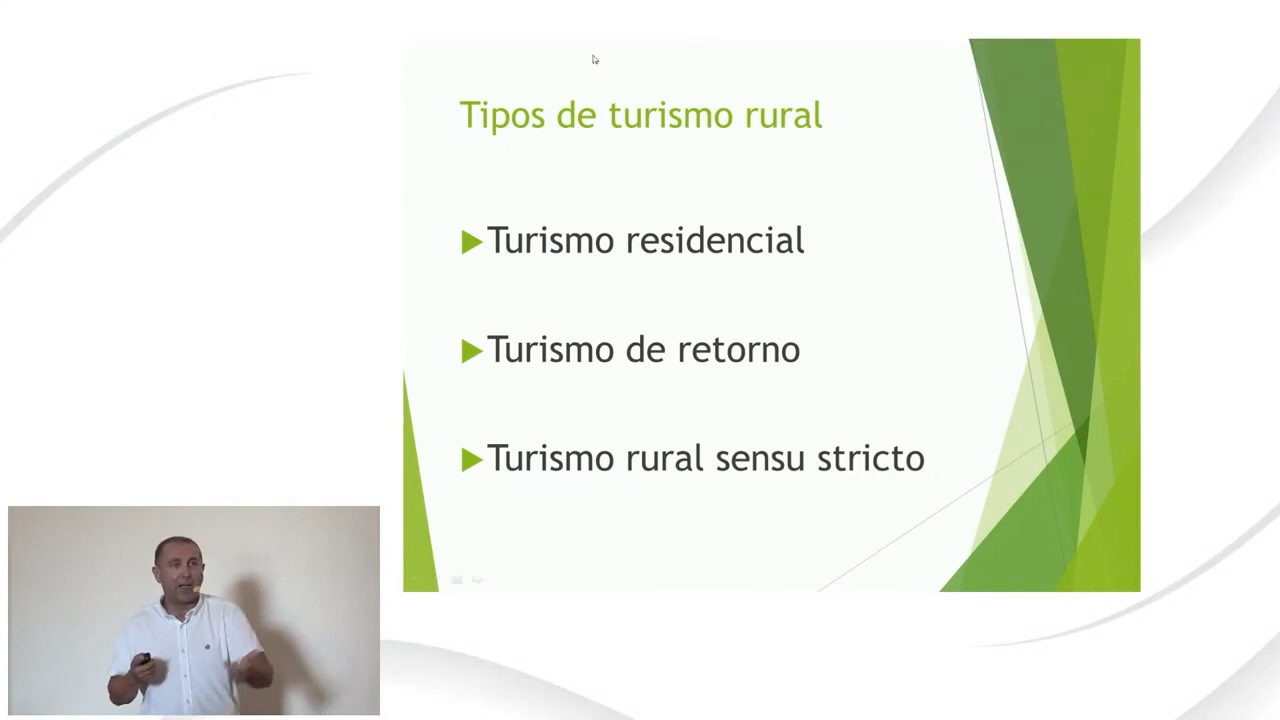 Tipos de turismo rural
Turismo residencial
Turismo de retorno
Turismo rural sensu stricto